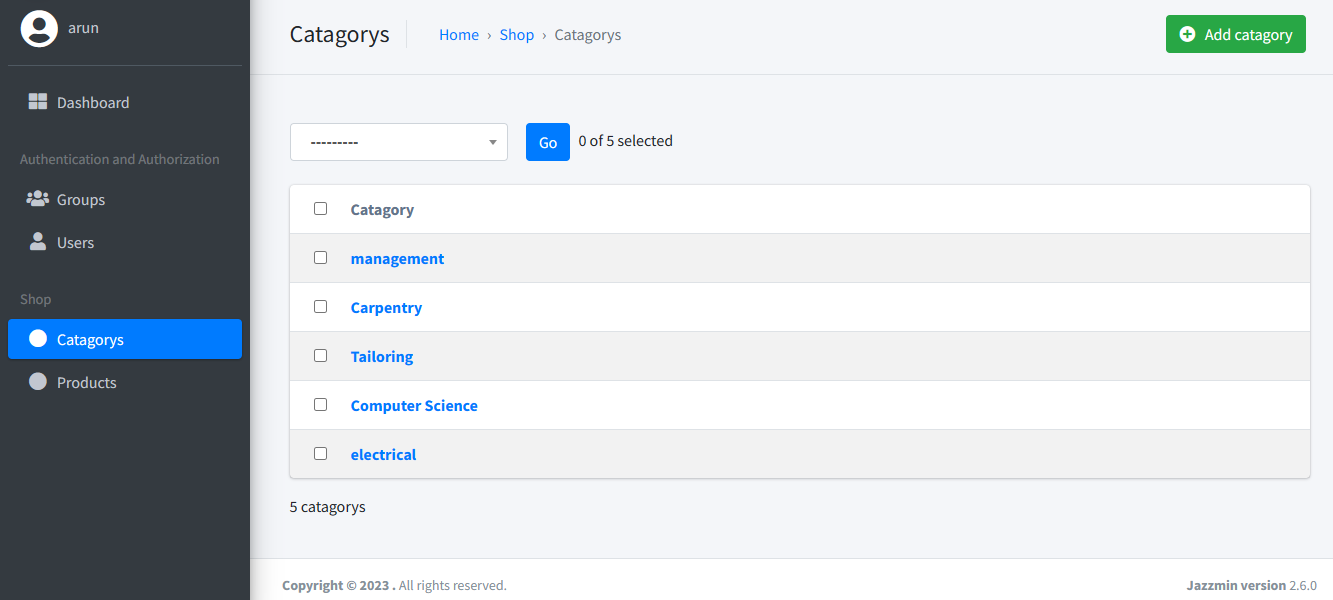 arun
Dashboard
Authentication and Authorization
Groups
Users
Shop
Catagorys
Products
Catagorys
Home › Shop › Catagorys
Add catagory
---------
Go
0 of 5 selected
Catagory
management
Carpentry
Tailoring
Computer Science
electrical
5 catagorys
Copyright © 2023 . All rights reserved.
Jazzmin version 2.6.0